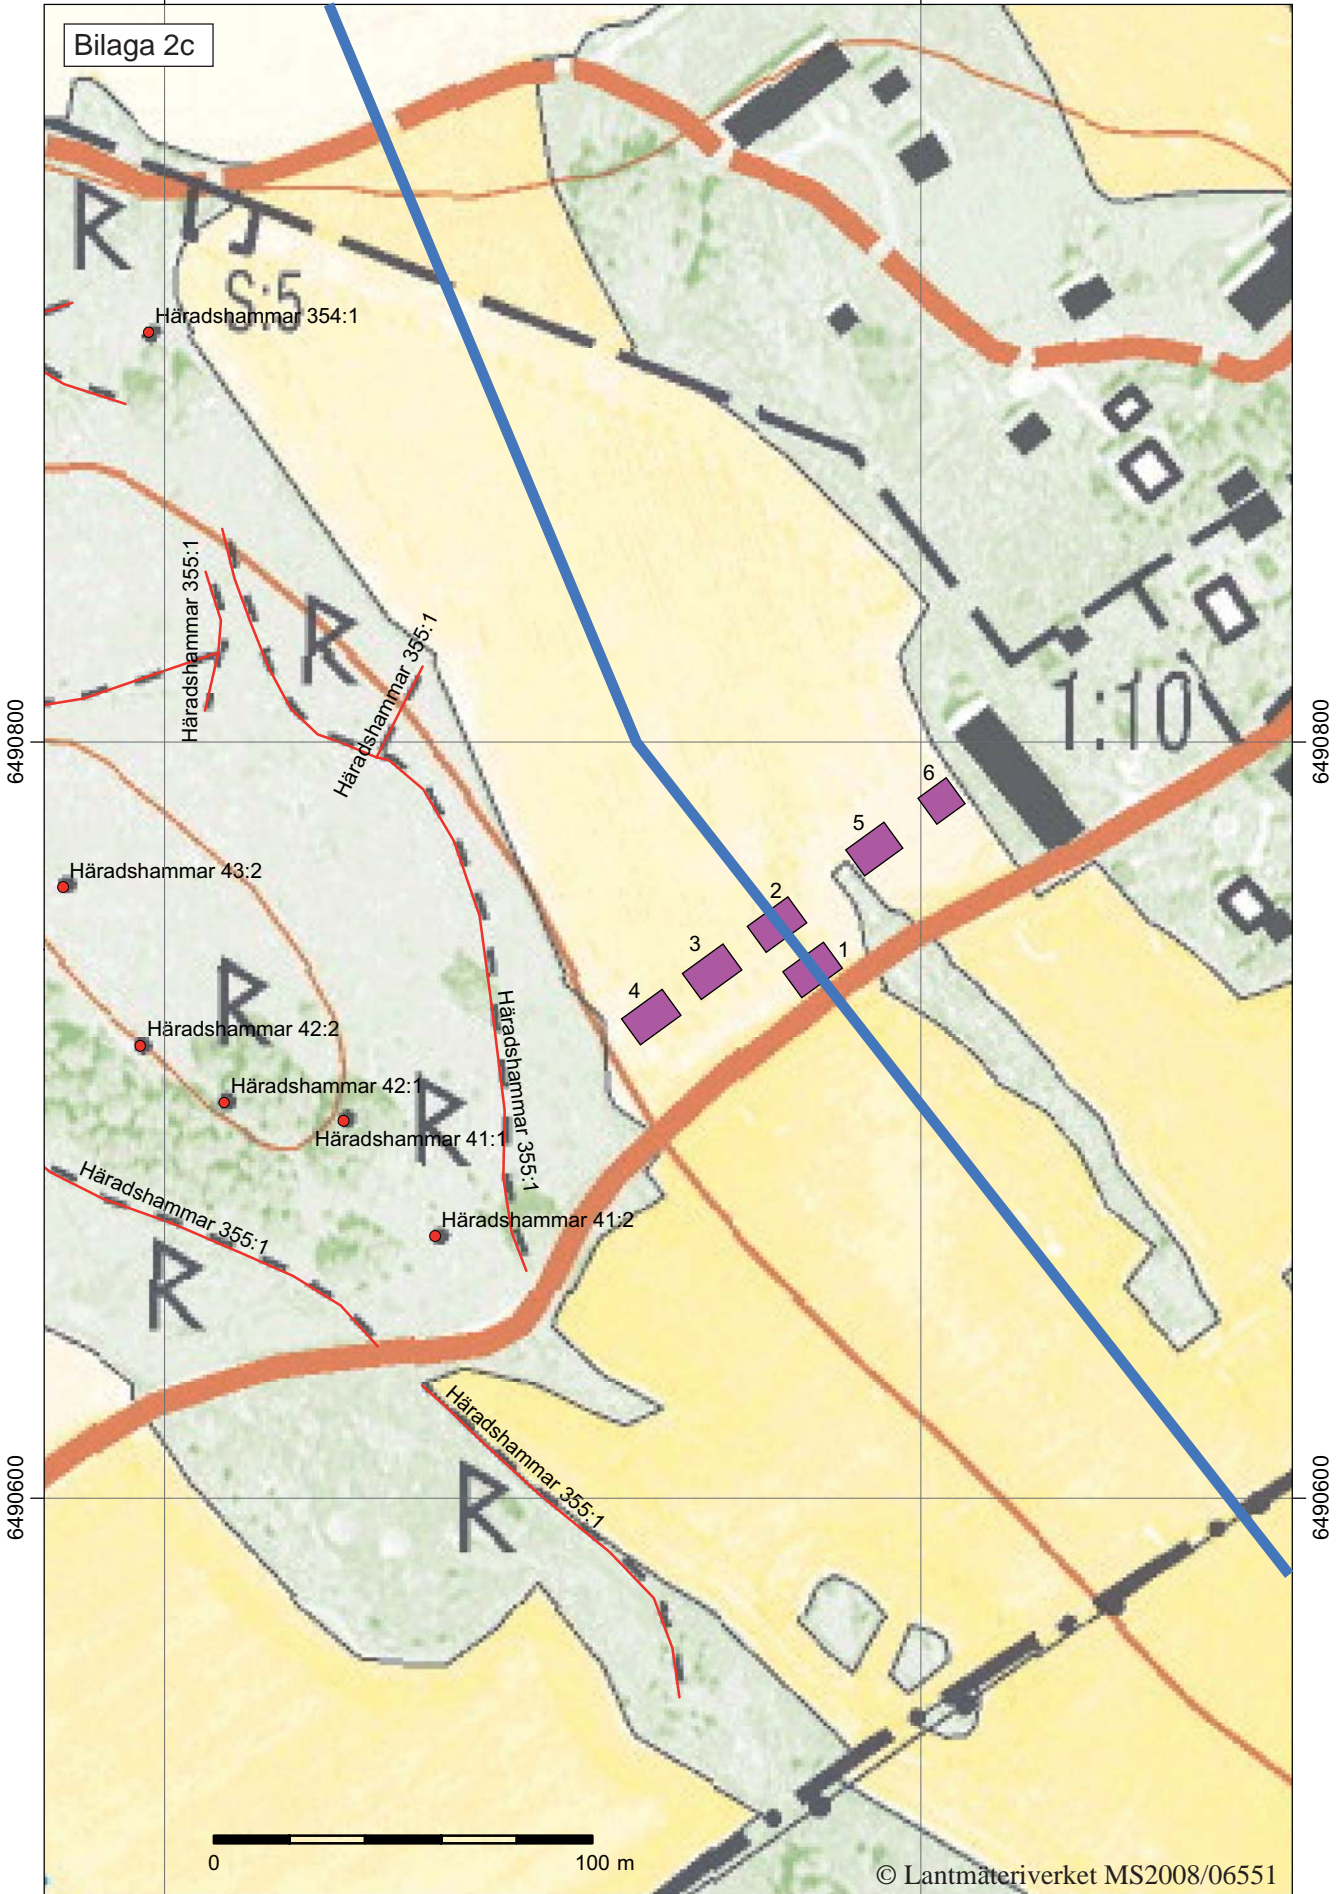 Bilaga 2c
R
S:5
Häradshammar 354:1
Häradshammar 355:1
R
Häradshammar 355:1
1:10
6490800
6490800
6
5
Häradshammar 43:2
2
3
1
4
R
Häradshammar 355:1
Häradshammar 42:2
Häradshammar 42:1
R
Häradshammar 41:1
Häradshammar 355:1
Häradshammar 41:2
R
Häradshammar 355:1
R
6490600
6490600
0 100 m
© Lantmäteriverket MS2008/06551